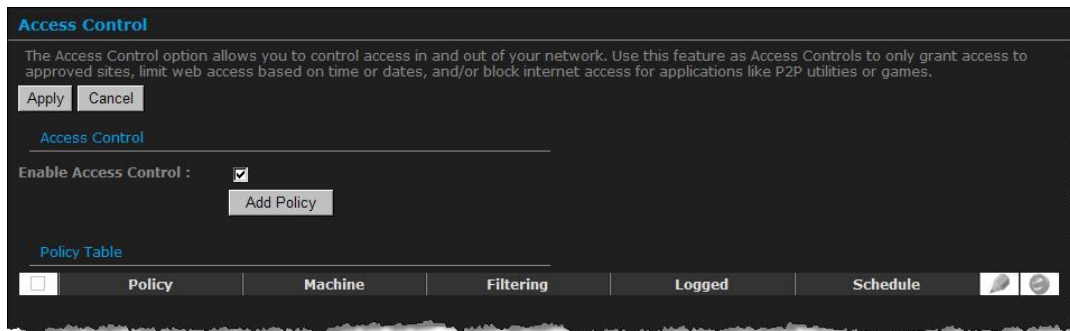 Access Control
The Access Control option allows you to control access in and out of your network. Use this feature as Access Controls to only grant access to
approved sites, limit web access based on time or dates, and/or block internet access for applications like P2P utilities or games.
Apply Cancel
Access Control
Enable Access Control :
Add Policy
Policy Table
Policy Machine Filtering Logged Schedule